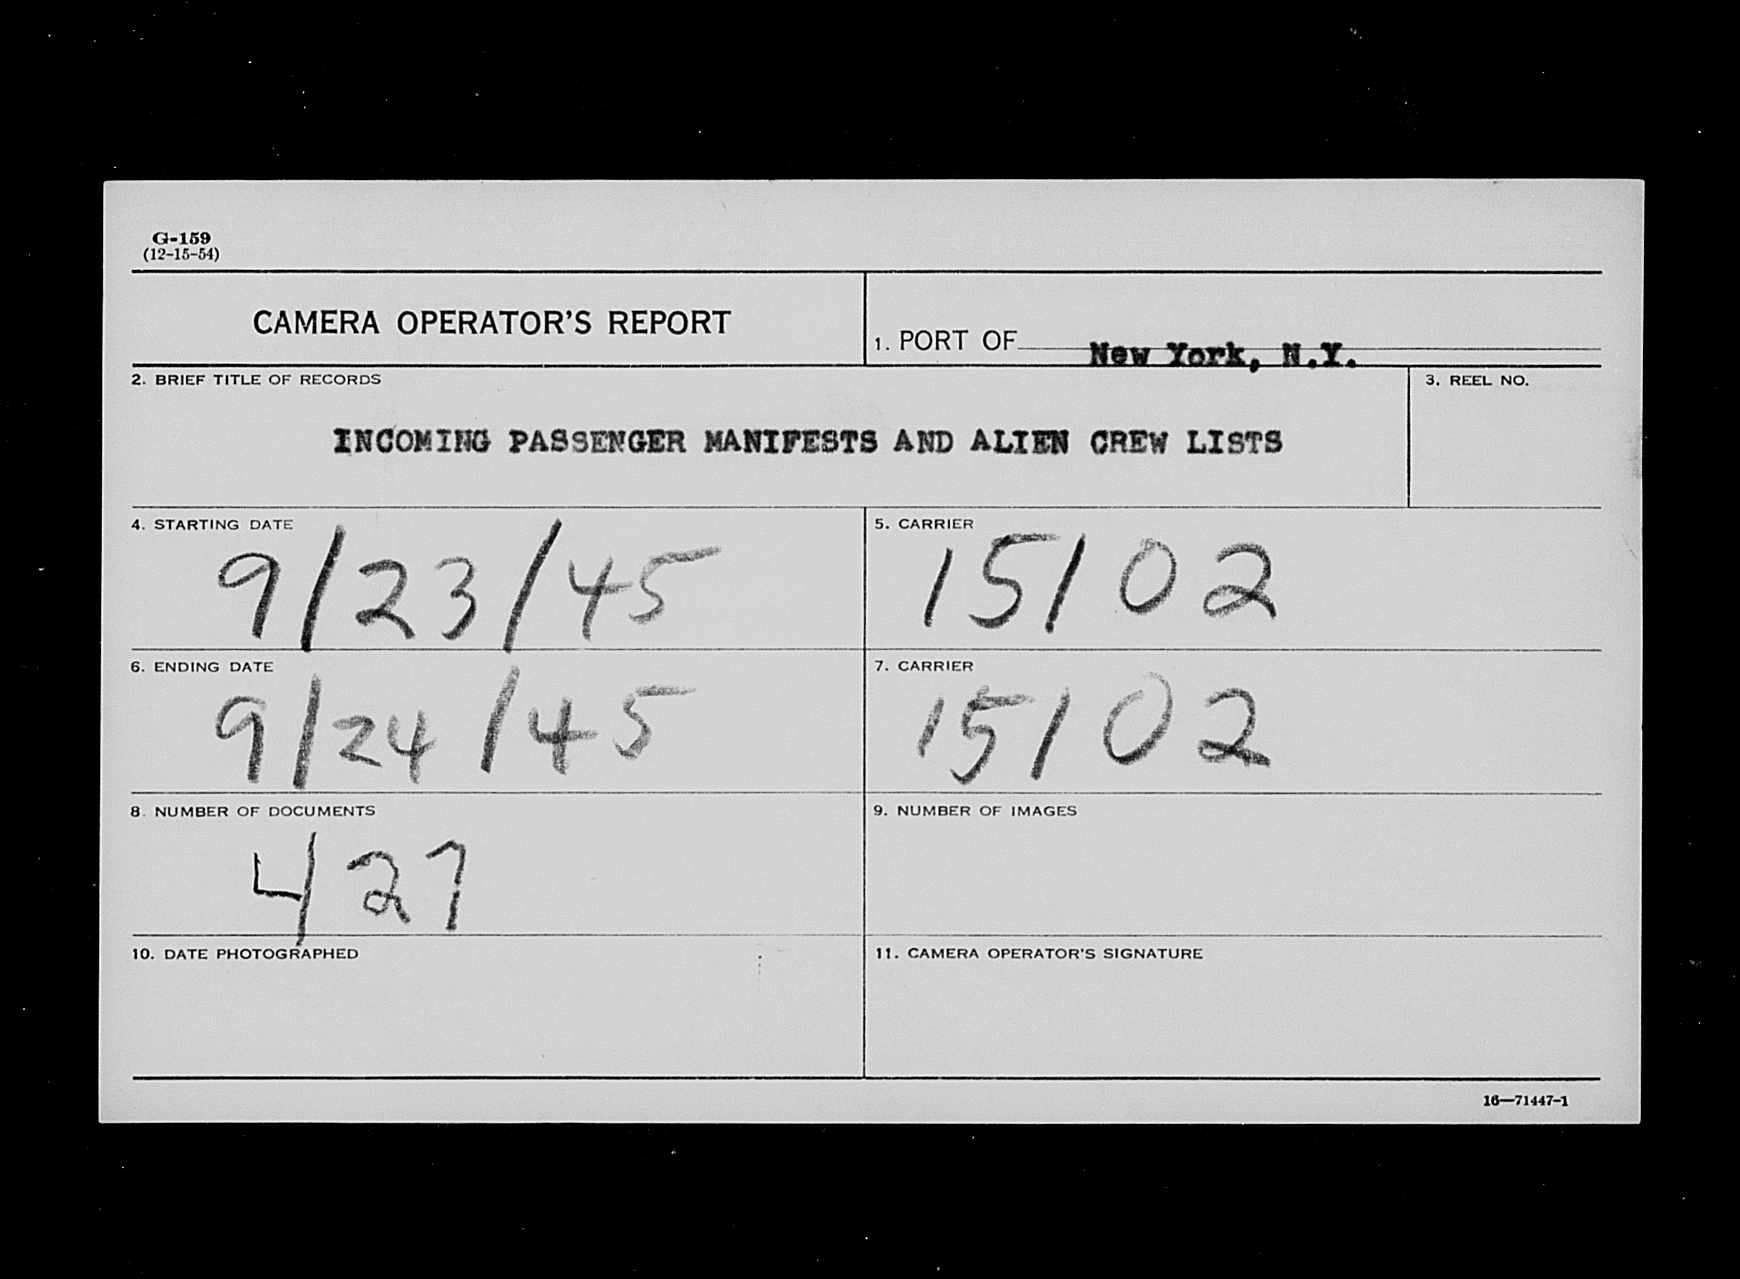 G-159
(12-15-54)
CAMERA OPERATOR'S REPORT
1. PORT OF New York, N.Y.
2. BRIEF TITLE OF RECORDS
3. REEL NO.
INCOMING PASSENGER MANIFESTS AND ALIEN CREW LISTS
4. STARTING DATE
5. CARRIER
9/23/45
15102
6. ENDING DATE
7. CARRIER
9/24/45
15102
8. NUMBER OF DOCUMENTS
9. NUMBER OF IMAGES
427
10. DATE PHOTOGRAPHED
11. CAMERA OPERATOR'S SIGNATURE
16—71447-1